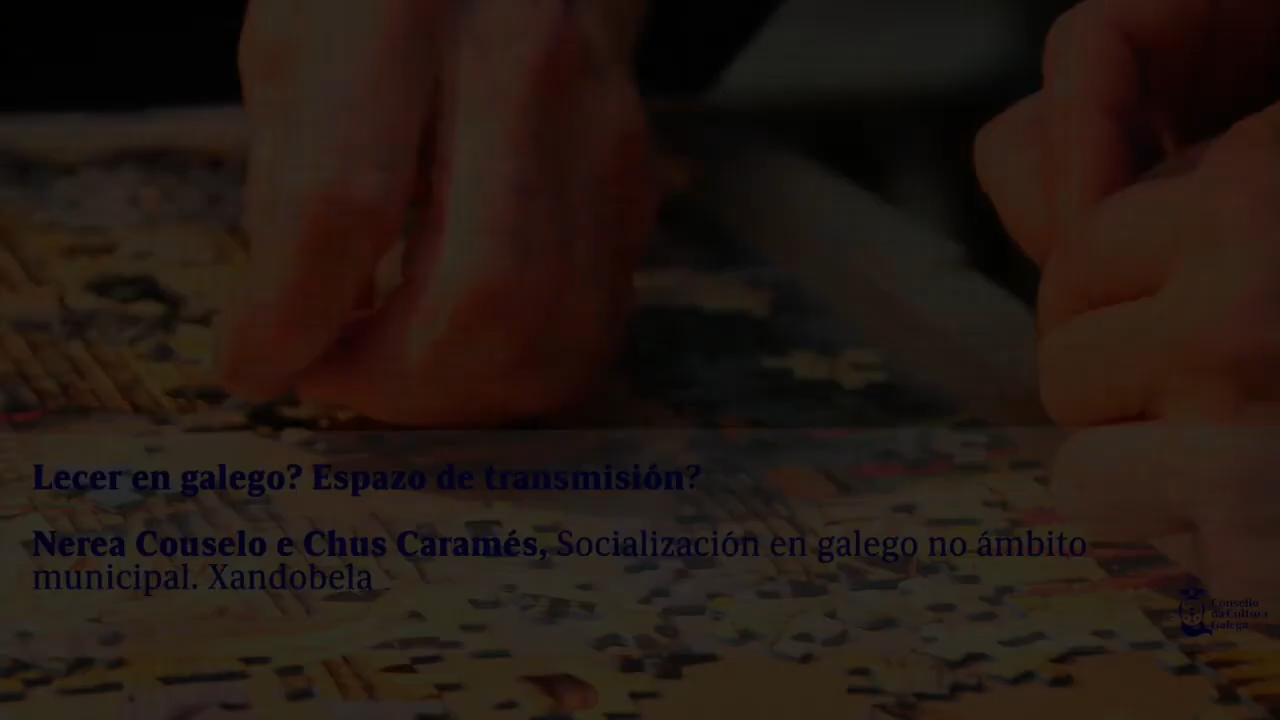 Lecer en galego? Espazo de transmisión?
Nerea Couselo e Chus Caramés, Socialización en galego no ámbito
municipal. Xandobela
Consello
da Cultura
Galega